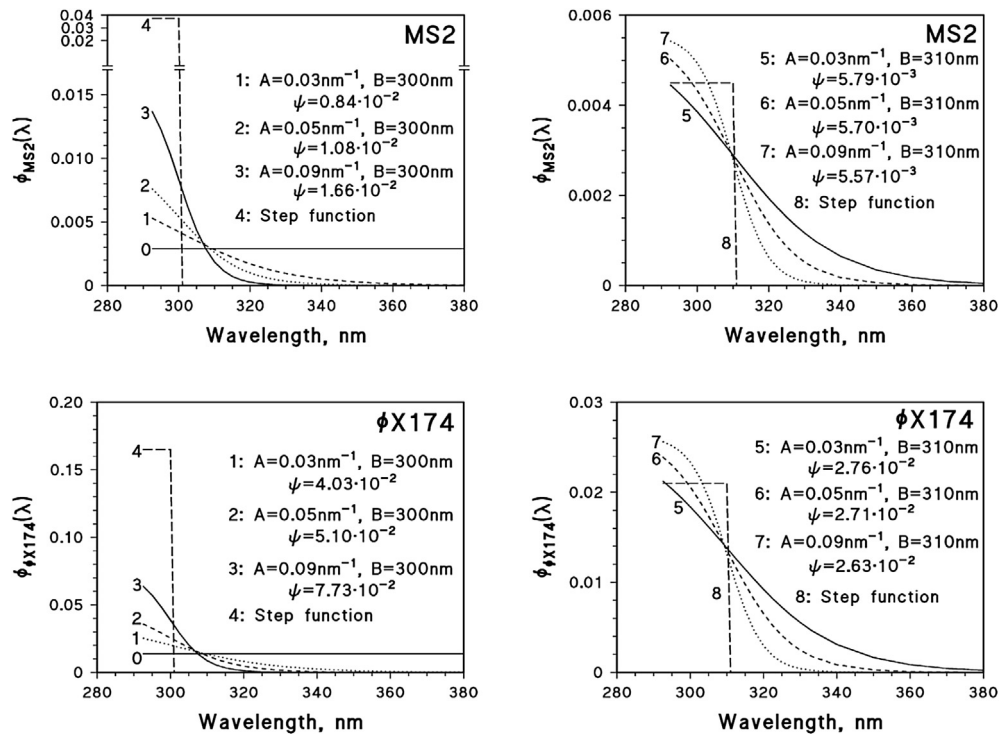 MS2
0.04
0.03
0.02
0.015
0.010
0.005
0
ϕMS2(λ)
4
3
2
1
0
1: A=0.03nm⁻¹, B=300nm
ψ=0.84·10⁻²
2: A=0.05nm⁻¹, B=300nm
ψ=1.08·10⁻²
3: A=0.09nm⁻¹, B=300nm
ψ=1.66·10⁻²
4: Step function
280 300 320 340 360 380
Wavelength, nm
MS2
0.006
0.004
0.002
0
ϕMS2(λ)
7
6
5
8
5: A=0.03nm⁻¹, B=310nm
ψ=5.79·10⁻³
6: A=0.05nm⁻¹, B=310nm
ψ=5.70·10⁻³
7: A=0.09nm⁻¹, B=310nm
ψ=5.57·10⁻³
8: Step function
280 300 320 340 360 380
Wavelength, nm
ϕX174
0.20
0.15
0.10
0.05
0
ϕϕX174(λ)
4
3
2
1
0
1: A=0.03nm⁻¹, B=300nm
ψ=4.03·10⁻²
2: A=0.05nm⁻¹, B=300nm
ψ=5.10·10⁻²
3: A=0.09nm⁻¹, B=300nm
ψ=7.73·10⁻²
4: Step function
280 300 320 340 360 380
Wavelength, nm
ϕX174
0.03
0.02
0.01
0
ϕϕX174(λ)
7
6
5
8
5: A=0.03nm⁻¹, B=310nm
ψ=2.76·10⁻²
6: A=0.05nm⁻¹, B=310nm
ψ=2.71·10⁻²
7: A=0.09nm⁻¹, B=310nm
ψ=2.63·10⁻²
8: Step function
280 300 320 340 360 380
Wavelength, nm